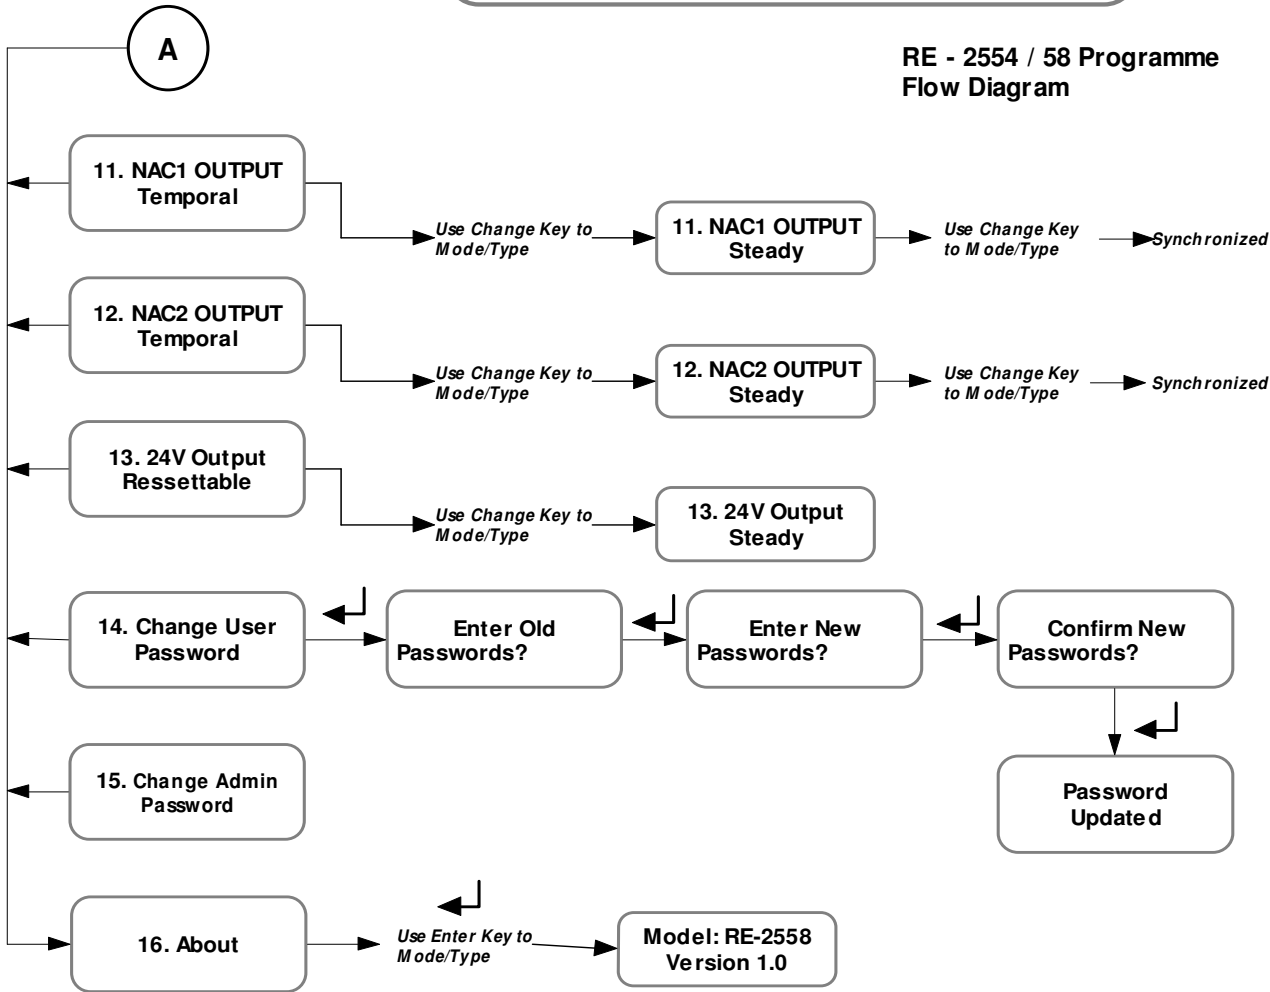 A
RE - 2554 / 58 Programme
Flow Diagram
11. NAC1 OUTPUT
Temporal
Use Change Key to
Mode/Type
11. NAC1 OUTPUT
Steady
Use Change Key
to Mode/Type
Synchronized
12. NAC2 OUTPUT
Temporal
Use Change Key to
Mode/Type
12. NAC2 OUTPUT
Steady
Use Change Key
to Mode/Type
Synchronized
13. 24V Output
Ressettable
Use Change Key to
Mode/Type
13. 24V Output
Steady
14. Change User
Password
Enter Old
Passwords?
Enter New
Passwords?
Confirm New
Passwords?
Password
Updated
15. Change Admin
Password
16. About
Use Enter Key to
Mode/Type
Model: RE-2558
Version 1.0